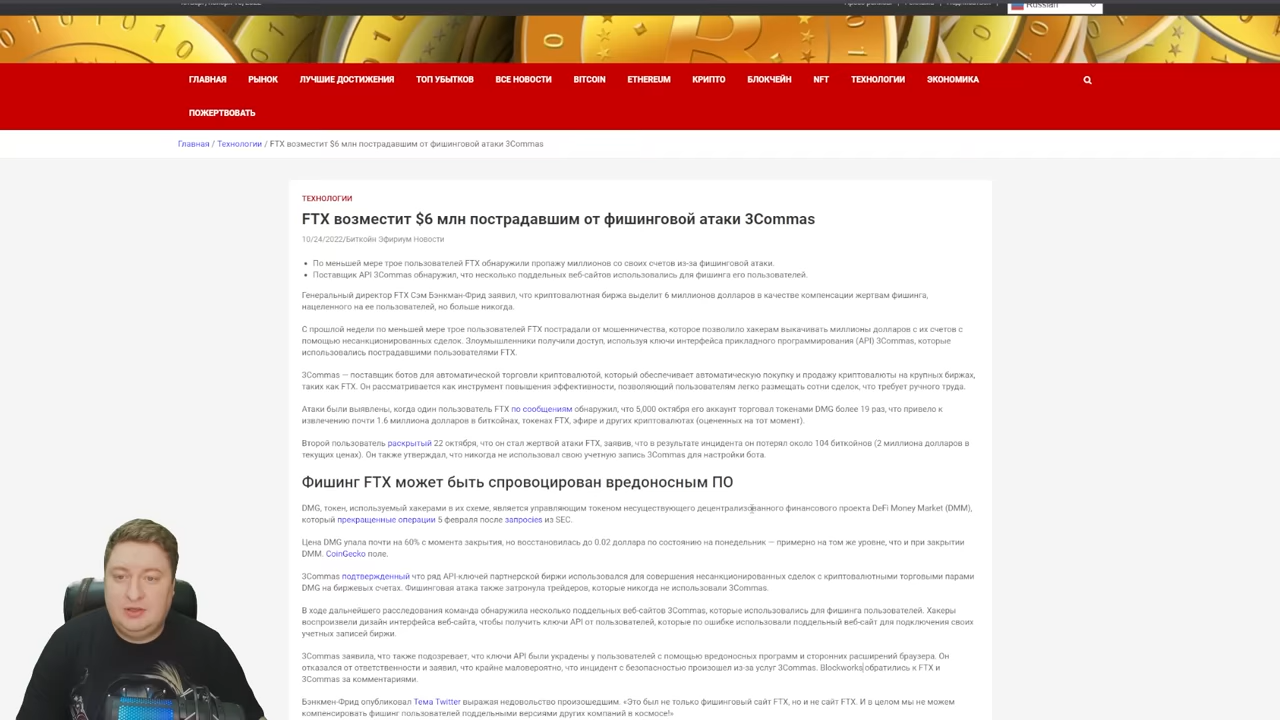 Russian
ГЛАВНАЯ РЫНОК ЛУЧШИЕ ДОСТИЖЕНИЯ ТОП УБЫТКОВ ВСЕ НОВОСТИ BITCOIN ETHEREUM КРИПТО БЛОКЧЕЙН NFT ТЕХНОЛОГИИ ЭКОНОМИКА
ПОЖЕРТВОВАТЬ
Главная / Технологии / FTX возместит $6 млн пострадавшим от фишинговой атаки 3Commas
ТЕХНОЛОГИИ
FTX возместит $6 млн пострадавшим от фишинговой атаки 3Commas
10/24/2022/Биткойн Эфириум Новости
• По меньшей мере трое пользователей FTX обнаружили пропажу миллионов со своих счетов из-за фишинговой атаки.
• Поставщик API 3Commas обнаружил, что несколько поддельных веб-сайтов использовались для фишинга его пользователей.
Генеральный директор FTX Сэм Бэнкман-Фрид заявил, что криптовалютная биржа выделит 6 миллионов долларов в качестве компенсации жертвам фишинга,
нацеленного на ее пользователей, но больше никогда.
С прошлой недели по меньшей мере трое пользователей FTX пострадали от мошенничества, которое позволило хакерам выкачивать миллионы долларов с их счетов с
помощью несанкционированных сделок. Злоумышленники получили доступ, используя ключи интерфейса прикладного программирования (API) 3Commas, которые
использовались пострадавшими пользователями FTX.
3Commas — поставщик ботов для автоматической торговли криптовалютой, который обеспечивает автоматическую покупку и продажу криптовалюты на крупных биржах,
таких как FTX. Он рассматривается как инструмент повышения эффективности, позволяющий пользователям легко размещать сотни сделок, что требует ручного труда.
Атаки были выявлены, когда один пользователь FTX по сообщениям обнаружил, что 5,000 октября его аккаунт торговал токенами DMG более 19 раз, что привело к
извлечению почти 1.6 миллиона долларов в биткойнах, токенах FTX, эфире и других криптовалютах (оцененных на тот момент).
Второй пользователь раскрытый 22 октября, что он стал жертвой атаки FTX, заявив, что в результате инцидента он потерял около 104 биткойнов (2 миллиона долларов в
текущих ценах). Он также утверждал, что никогда не использовал свою учетную запись 3Commas для настройки бота.
Фишинг FTX может быть спровоцирован вредоносным ПО
DMG, токен, используемый хакерами в их схеме, является управляющим токеном несуществующего децентрализованного финансового проекта DeFi Money Market (DMM),
который прекращенные операции 5 февраля после запросies из SEC.
Цена DMG упала почти на 60% с момента закрытия, но восстановилась до 0.02 доллара по состоянию на понедельник — примерно на том же уровне, что и при закрытии
DMM. CoinGecko поле.
3Commas подтвержденный что ряд API-ключей партнерской биржи использовался для совершения несанкционированных сделок с криптовалютными торговыми парами
DMG на биржевых счетах. Фишинговая атака также затронула трейдеров, которые никогда не использовали 3Commas.
В ходе дальнейшего расследования команда обнаружила несколько поддельных веб-сайтов 3Commas, которые использовались для фишинга пользователей. Хакеры
воспроизвели дизайн интерфейса веб-сайта, чтобы получить ключи API от пользователей, которые по ошибке использовали поддельный веб-сайт для подключения своих
учетных записей биржи.
3Commas заявила, что также подозревает, что ключи API были украдены у пользователей с помощью вредоносных программ и сторонних расширений браузера. Он
отказался от ответственности и заявил, что крайне маловероятно, что инцидент с безопасностью произошел из-за услуг 3Commas. Blockworks обратились к FTX и
3Commas за комментариями.
Бэнкмен-Фрид опубликовал Тема Twitter выражая недовольство произошедшим. «Это был не только фишинговый сайт FTX, но и не сайт FTX. И в целом мы не можем
компенсировать фишинг пользователей поддельными версиями других компаний в космосе!»